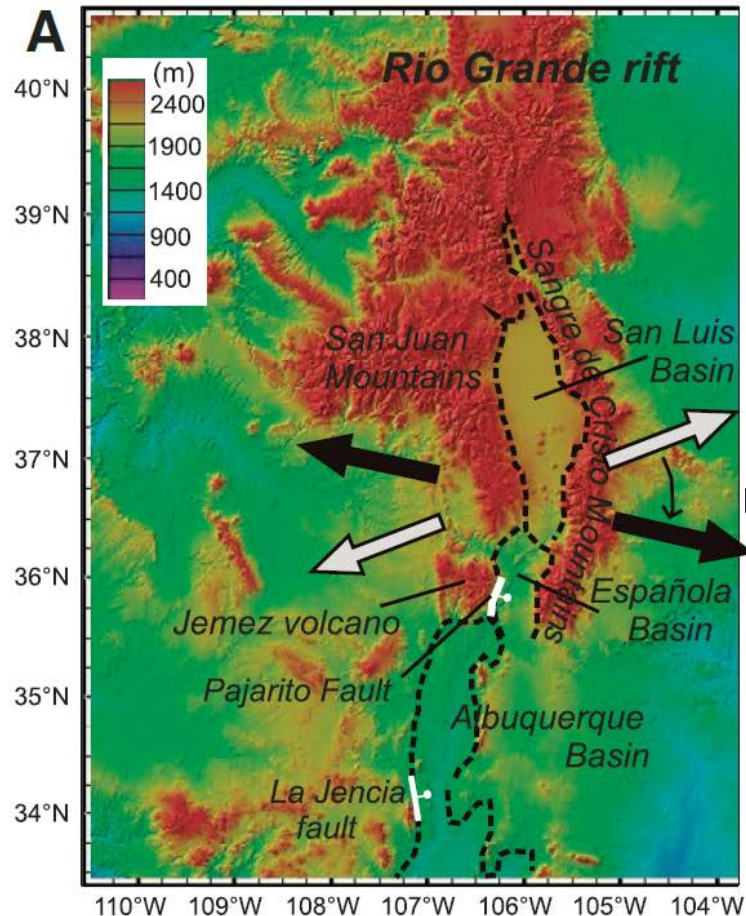 A
Rio Grande rift
(m)
2400
1900
1400
900
400
40°N
39°N
38°N
37°N
36°N
35°N
34°N
San Juan
Mountains
Sangre de Cristo Mountains
San Luis
Basin
Jemez volcano
Española
Basin
Pajarito Fault
Albuquerque
Basin
La Jencia
fault
110°W
109°W
108°W
107°W
106°W
105°W
104°W